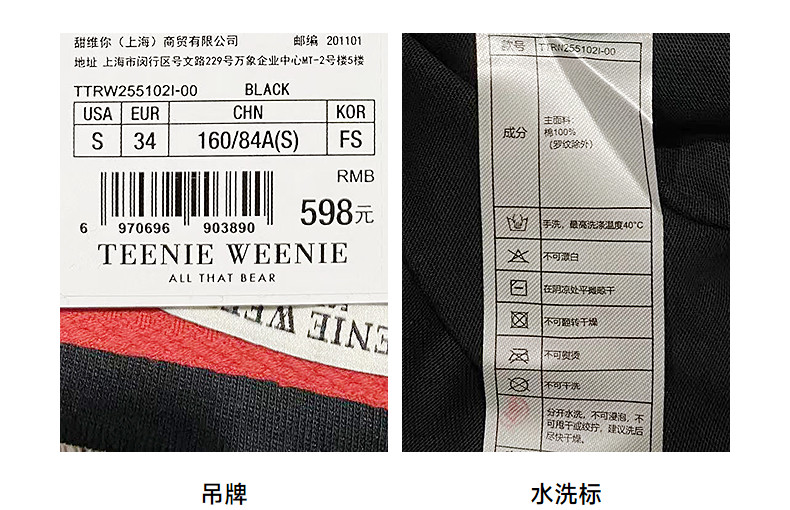 甜维你（上海）商贸有限公司 邮编 201101
地址 上海市闵行区号文路229号万象企业中心MT-2号楼5楼
TTRW255102I-00 BLACK
USA EUR CHN KOR
S 34 160/84A(S) FS
RMB
598元
6 970696 903890
TEENIE WEENIE
ALL THAT BEAR
TEENIE WEE
ENIE WEE
吊牌
款号 TTRW255102I-00
成分 主面料：
棉100%
（罗纹除外）
手洗，最高洗涤温度40°C
不可漂白
在阴凉处平摊晾干
不可翻转干燥
不可熨烫
不可干洗
分开水洗，不可浸泡，不
可甩干或绞拧，建议洗后
尽快干燥。
水洗标